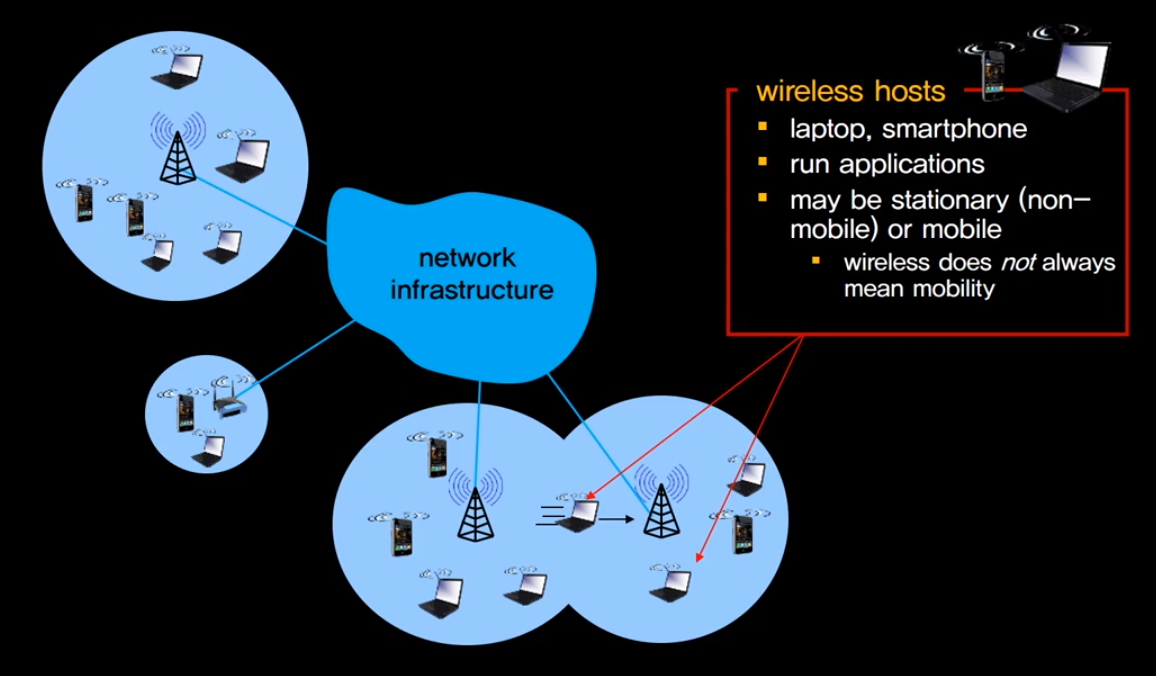 network
infrastructure
wireless hosts
laptop, smartphone
run applications
may be stationary (non-
mobile) or mobile
wireless does not always
mean mobility